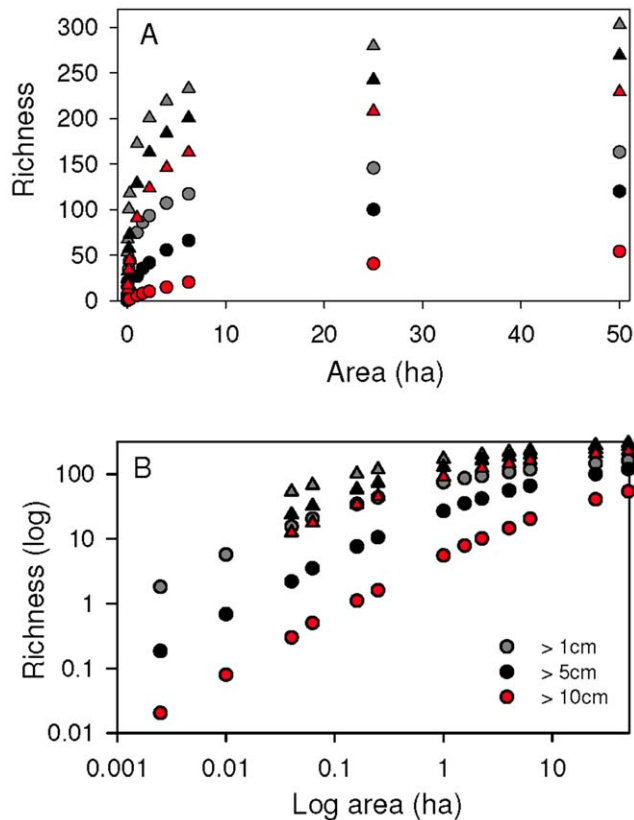 A
300
250
200
150
100
50
0
Richness
0 10 20 30 40 50
Area (ha)
B
100
10
1
0.1
0.01
Richness (log)
> 1cm
> 5cm
> 10cm
0.001 0.01 0.1 1 10
Log area (ha)